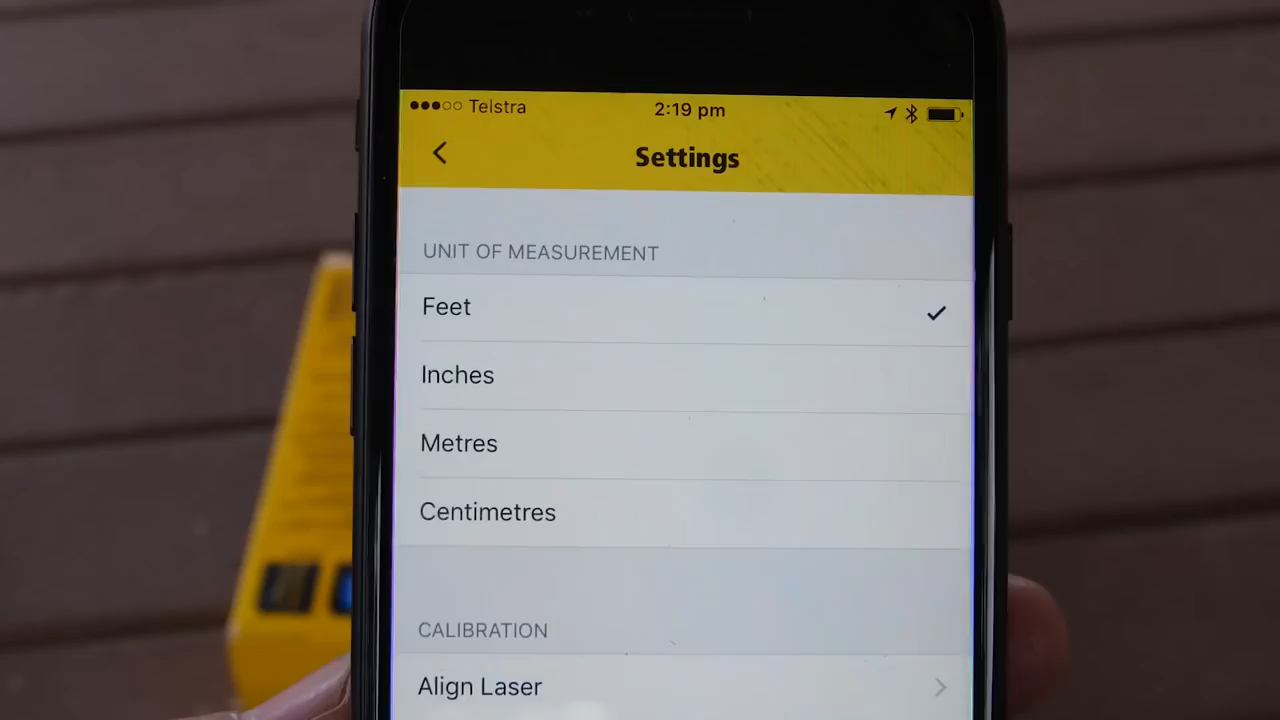 Telstra
2:19 pm
Settings
UNIT OF MEASUREMENT
Feet
Inches
Metres
Centimetres
CALIBRATION
Align Laser